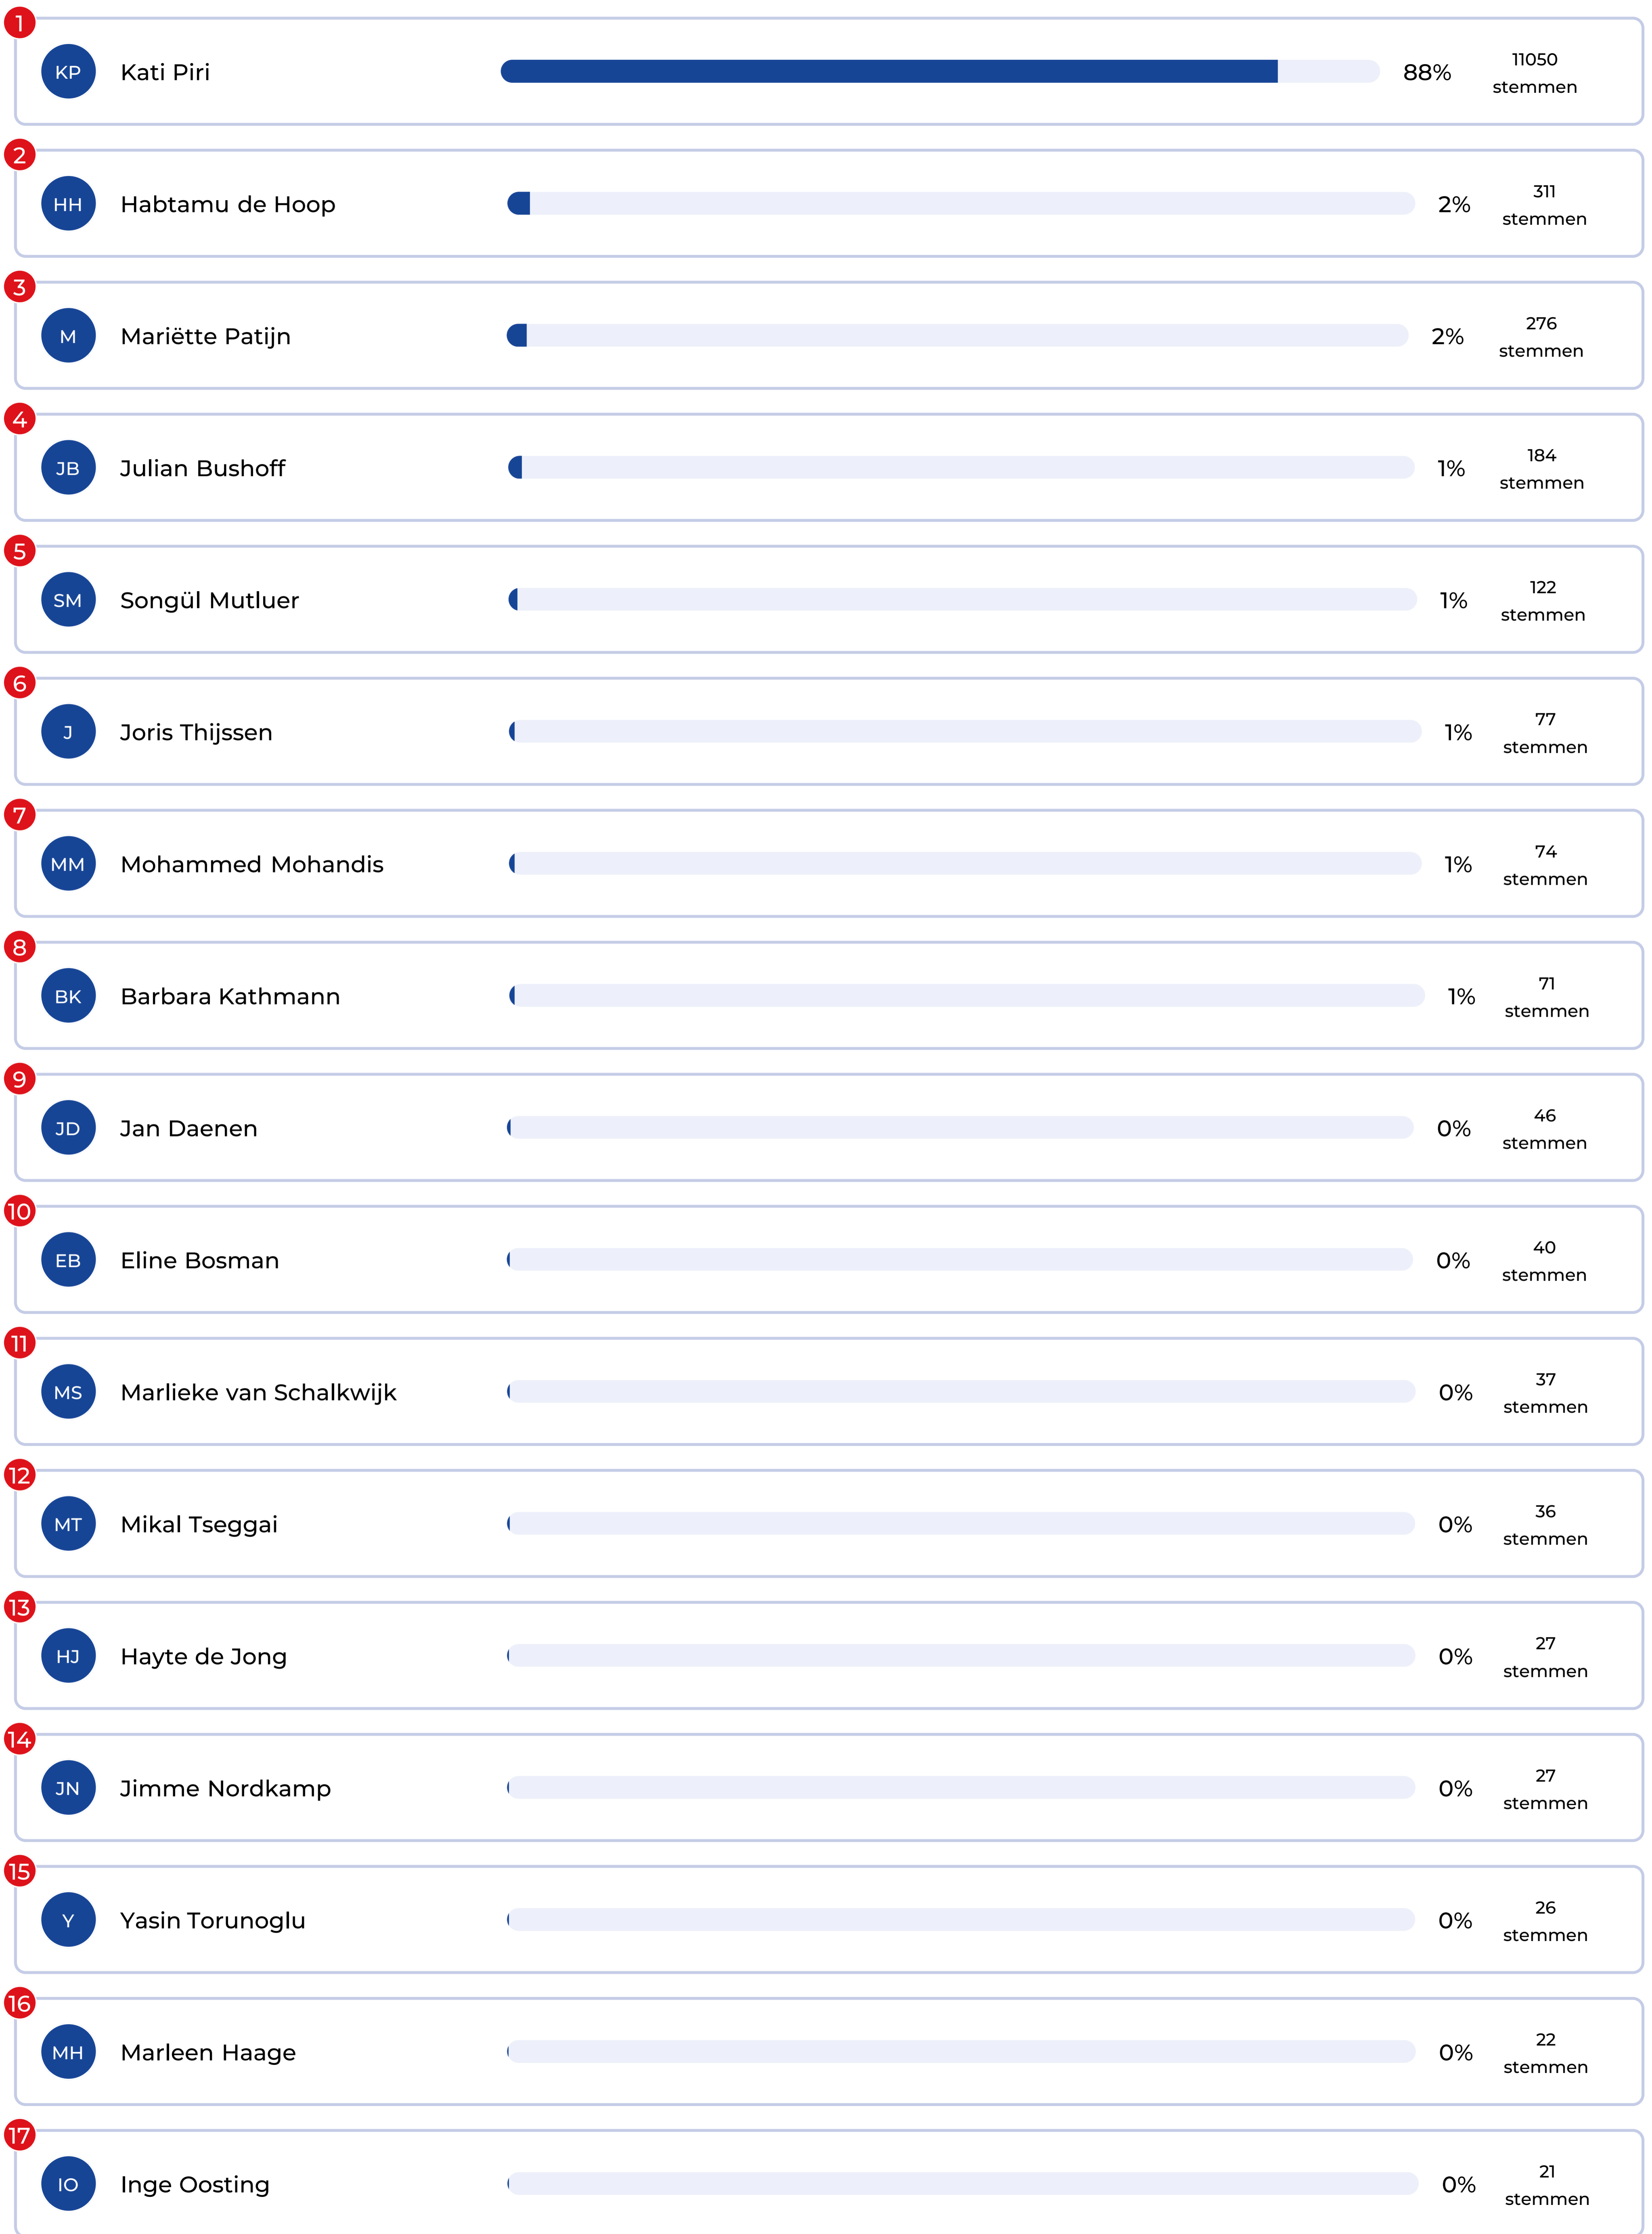 1
KP Kati Piri 88% 11050
stemmen
2
HH Habtamu de Hoop 2% 311
stemmen
3
M Mariëtte Patijn 2% 276
stemmen
4
JB Julian Bushoff 1% 184
stemmen
5
SM Songül Mutluer 1% 122
stemmen
6
J Joris Thijssen 1% 77
stemmen
7
MM Mohammed Mohandis 1% 74
stemmen
8
BK Barbara Kathmann 1% 71
stemmen
9
JD Jan Daenen 0% 46
stemmen
10
EB Eline Bosman 0% 40
stemmen
11
MS Marlieke van Schalkwijk 0% 37
stemmen
12
MT Mikal Tseggai 0% 36
stemmen
13
HJ Hayte de Jong 0% 27
stemmen
14
JN Jimme Nordkamp 0% 27
stemmen
15
Y Yasin Torunoglu 0% 26
stemmen
16
MH Marleen Haage 0% 22
stemmen
17
IO Inge Oosting 0% 21
stemmen